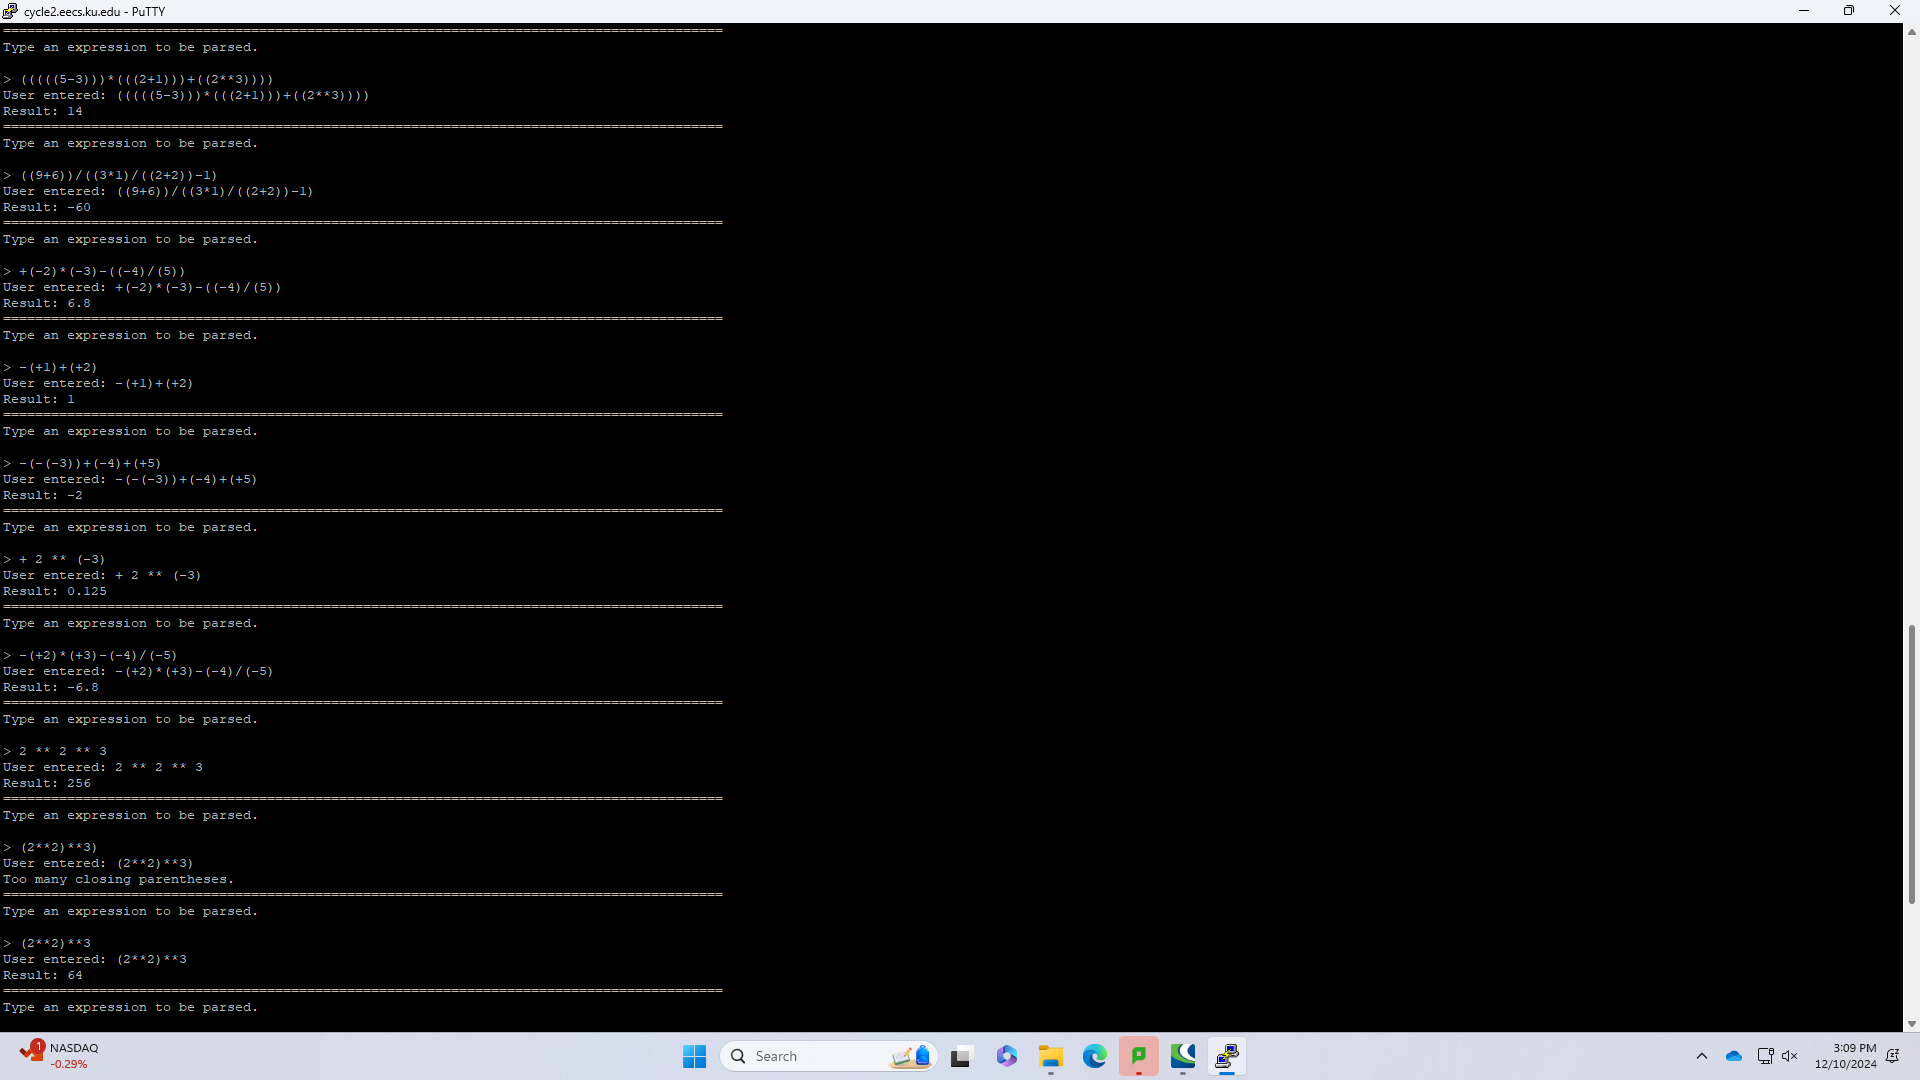 cycle2.eecs.ku.edu - PuTTY
================================================================================
Type an expression to be parsed.
> (((((5-3)))*(((2+1)))+((2**3))))
User entered: (((((5-3)))*(((2+1)))+((2**3))))
Result: 14
================================================================================
Type an expression to be parsed.
> ((9+6))/((3*1)/((2+2))-1)
User entered: ((9+6))/((3*1)/((2+2))-1)
Result: -60
================================================================================
Type an expression to be parsed.
> +(-2)*(-3)-((-4)/(5))
User entered: +(-2)*(-3)-((-4)/(5))
Result: 6.8
================================================================================
Type an expression to be parsed.
> -(+1)+(+2)
User entered: -(+1)+(+2)
Result: 1
================================================================================
Type an expression to be parsed.
> -(-(-3))+(-4)+(+5)
User entered: -(-(-3))+(-4)+(+5)
Result: -2
================================================================================
Type an expression to be parsed.
> + 2 ** (-3)
User entered: + 2 ** (-3)
Result: 0.125
================================================================================
Type an expression to be parsed.
> -(+2)*(+3)-(-4)/(-5)
User entered: -(+2)*(+3)-(-4)/(-5)
Result: -6.8
================================================================================
Type an expression to be parsed.
> 2 ** 2 ** 3
User entered: 2 ** 2 ** 3
Result: 256
================================================================================
Type an expression to be parsed.
> (2**2)**3)
User entered: (2**2)**3)
Too many closing parentheses.
================================================================================
Type an expression to be parsed.
> (2**2)**3
User entered: (2**2)**3
Result: 64
================================================================================
Type an expression to be parsed.
1
NASDAQ
-0.29%
Search
3:09 PM
12/10/2024